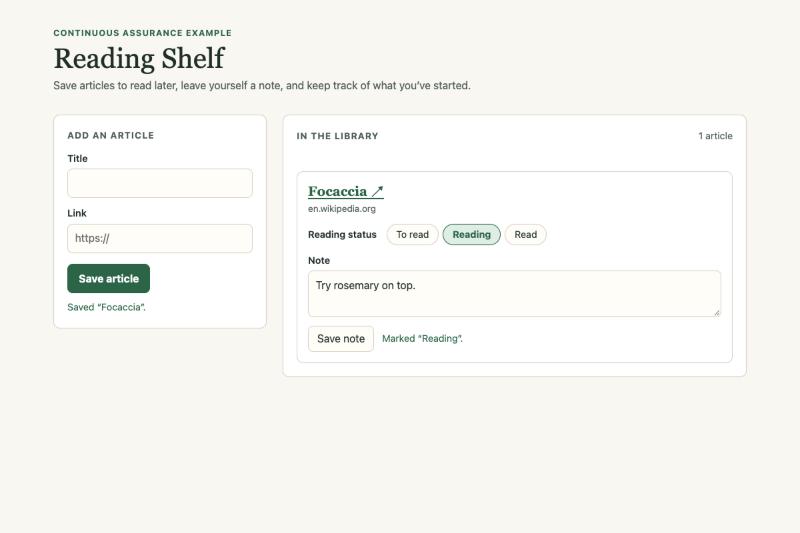 CONTINUOUS ASSURANCE EXAMPLE
Reading Shelf
Save articles to read later, leave yourself a note, and keep track of what you’ve started.
ADD AN ARTICLE
Title
Link
https://
Save article
Saved “Focaccia”.
IN THE LIBRARY
1 article
Focaccia ↗
en.wikipedia.org
Reading status To read Reading Read
Note
Try rosemary on top.
Save note Marked “Reading”.